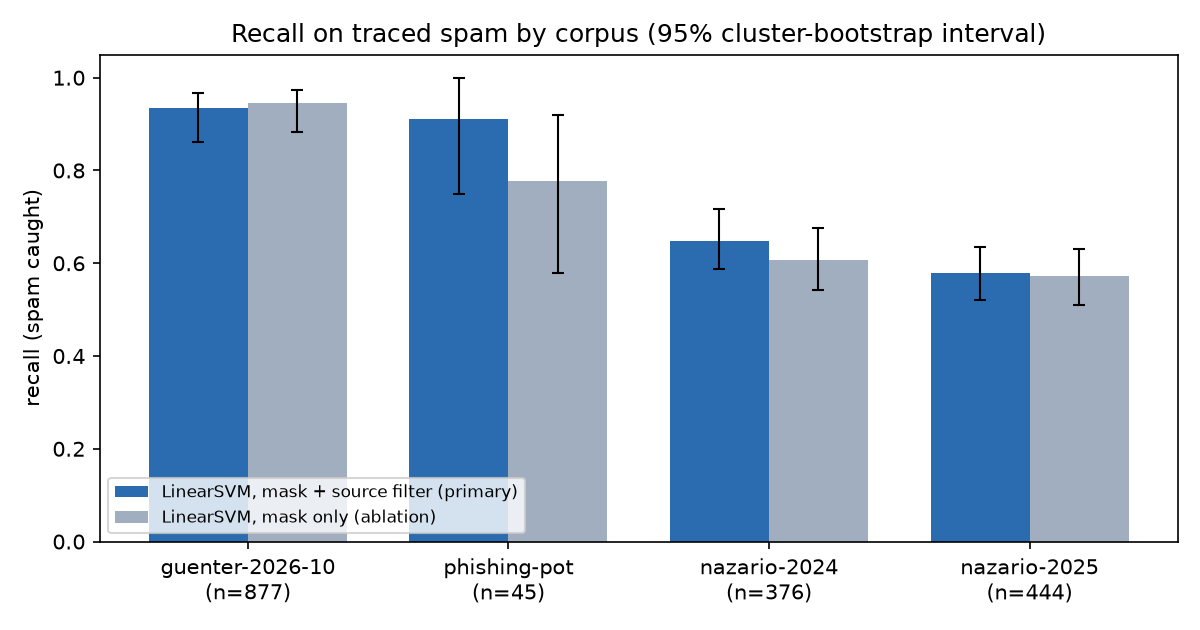 Recall on traced spam by corpus (95% cluster-bootstrap interval)
recall (spam caught)
1.0
0.8
0.6
0.4
0.2
0.0
LinearSVM, mask + source filter (primary)
LinearSVM, mask only (ablation)
guenter-2026-10
(n=877)
phishing-pot
(n=45)
nazario-2024
(n=376)
nazario-2025
(n=444)